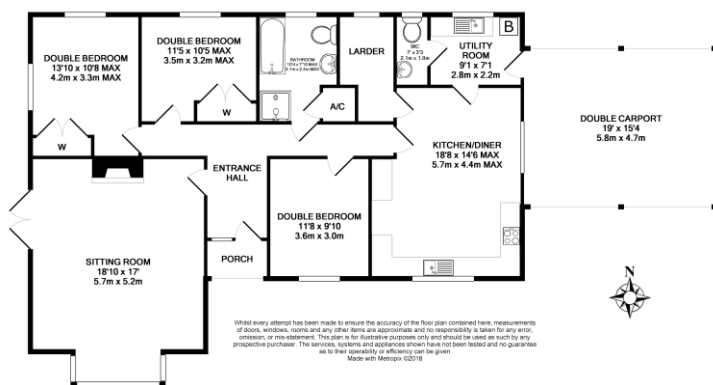 DOUBLE BEDROOM
13'10 x 10'8 MAX
4.2m x 3.3m MAX
W
DOUBLE BEDROOM
11'5 x 10'5 MAX
3.5m x 3.2m MAX
W
BATHROOM
A/C
LARDER
WC
7' x 3'3
2.1m x 1.0m
UTILITY
ROOM
9'1 x 7'1
2.8m x 2.2m
B
DOUBLE CARPORT
19' x 15'4
5.8m x 4.7m
KITCHEN/DINER
18'8 x 14'6 MAX
5.7m x 4.4m MAX
ENTRANCE
HALL
DOUBLE BEDROOM
11'8 x 9'10
3.6m x 3.0m
SITTING ROOM
18'10 x 17'
5.7m x 5.2m
PORCH
N
Whilst every attempt has been made to ensure the accuracy of the floor plan contained here, measurements
of doors, windows, rooms and any other items are approximate and no responsibility is taken for any error,
omission, or mis-statement. This plan is for illustrative purposes only and should be used as such by any
prospective purchaser. The services, systems and appliances shown have not been tested and no guarantee
as to their operability or efficiency can be given
Made with Metropix ©2018